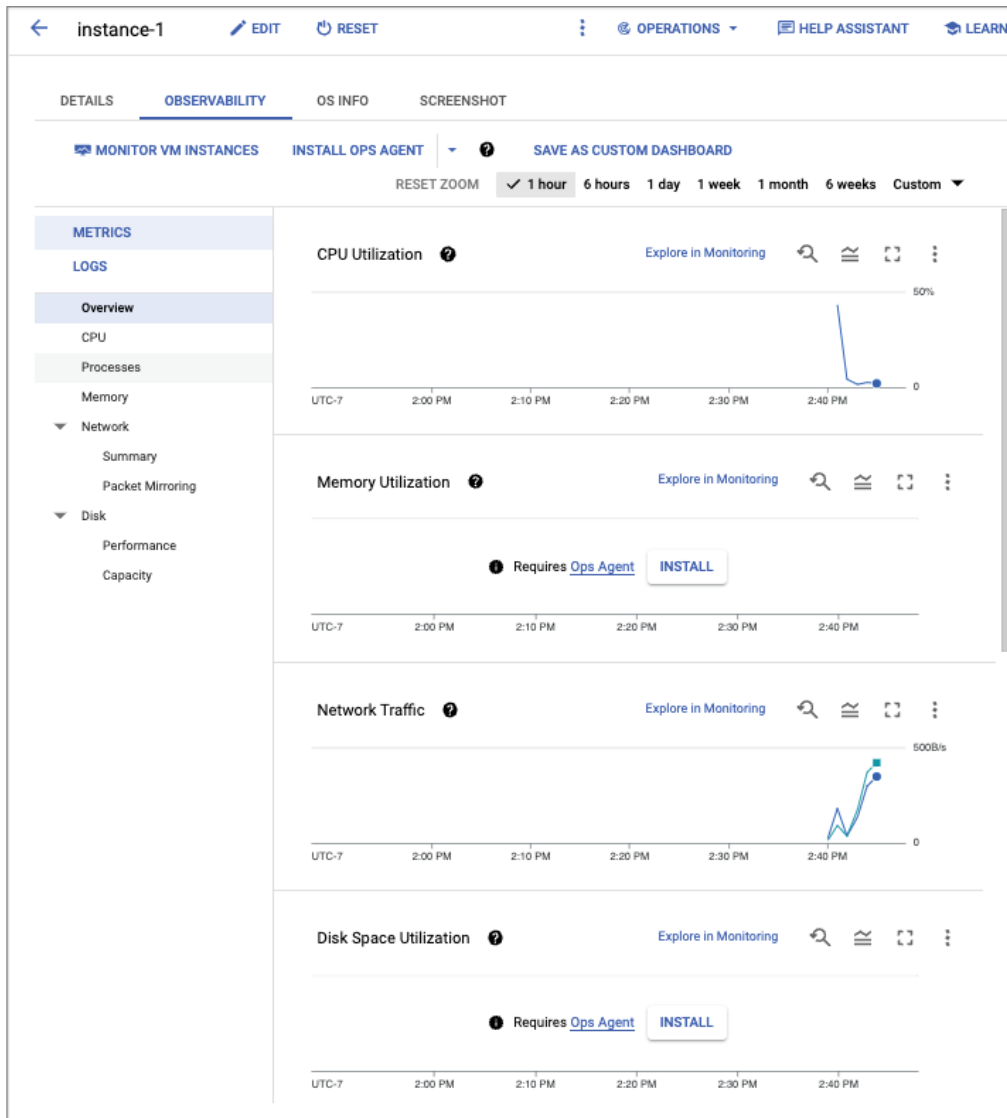 instance-1 EDIT RESET OPERATIONS HELP ASSISTANT LEARN
DETAILS OBSERVABILITY OS INFO SCREENSHOT
MONITOR VM INSTANCES INSTALL OPS AGENT SAVE AS CUSTOM DASHBOARD
RESET ZOOM 1 hour 6 hours 1 day 1 week 1 month 6 weeks Custom
METRICS
LOGS
Overview
CPU
Processes
Memory
Network
Summary
Packet Mirroring
Disk
Performance
Capacity
CPU Utilization Explore in Monitoring
50%
0
UTC-7 2:00 PM 2:10 PM 2:20 PM 2:30 PM 2:40 PM
Memory Utilization Explore in Monitoring
Requires Ops Agent INSTALL
UTC-7 2:00 PM 2:10 PM 2:20 PM 2:30 PM 2:40 PM
Network Traffic Explore in Monitoring
500B/s
0
UTC-7 2:00 PM 2:10 PM 2:20 PM 2:30 PM 2:40 PM
Disk Space Utilization Explore in Monitoring
Requires Ops Agent INSTALL
UTC-7 2:00 PM 2:10 PM 2:20 PM 2:30 PM 2:40 PM